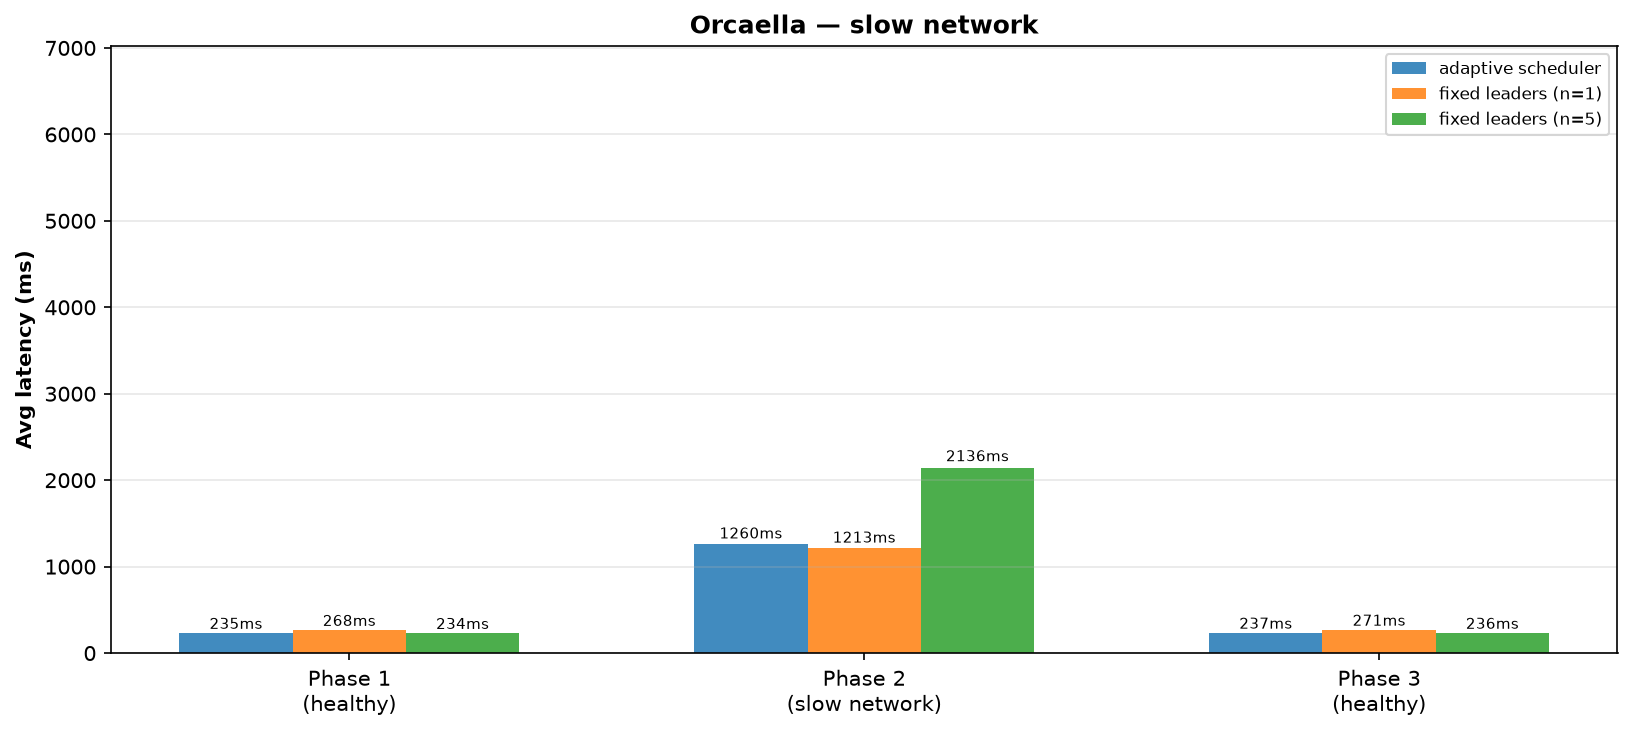 Orcaella — slow network
7000
6000
5000
4000
3000
2000
1000
0
Avg latency (ms)
adaptive scheduler
fixed leaders (n=1)
fixed leaders (n=5)
235ms
268ms
234ms
1260ms
1213ms
2136ms
237ms
271ms
236ms
Phase 1
(healthy)
Phase 2
(slow network)
Phase 3
(healthy)